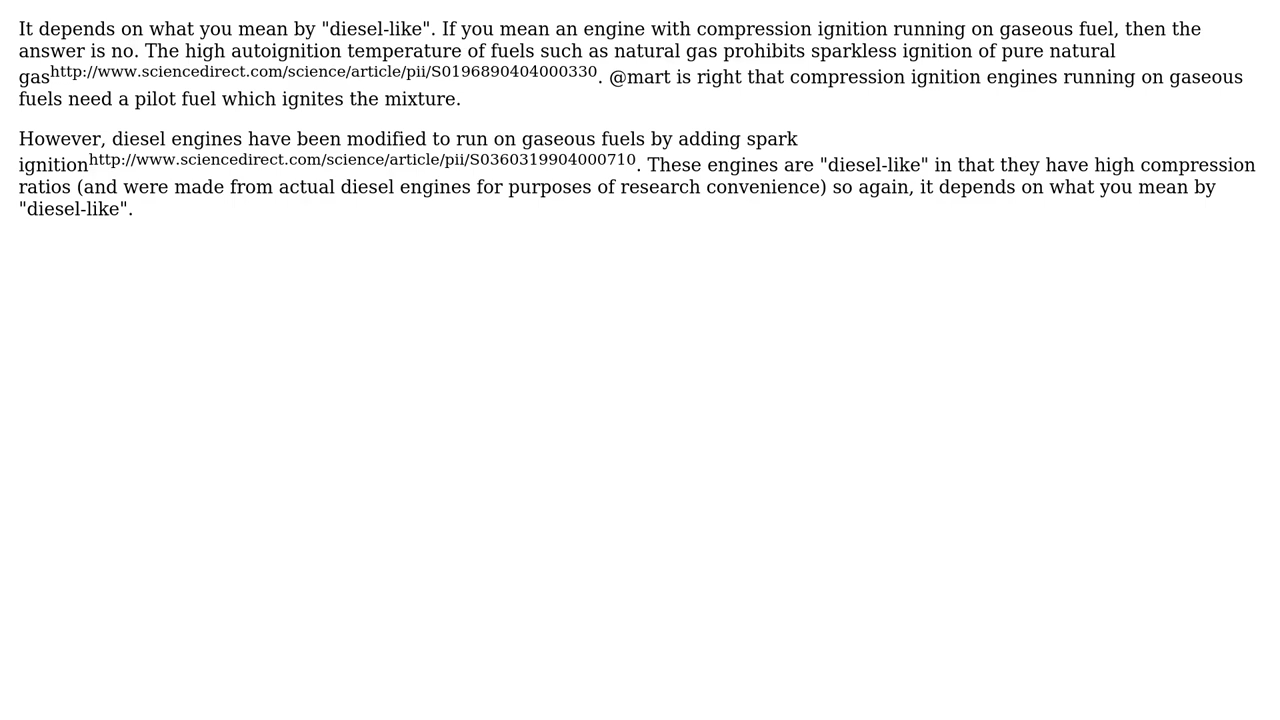 It depends on what you mean by "diesel-like". If you mean an engine with compression ignition running on gaseous fuel, then the
answer is no. The high autoignition temperature of fuels such as natural gas prohibits sparkless ignition of pure natural
gashttp://www.sciencedirect.com/science/article/pii/S0196890404000330. @mart is right that compression ignition engines running on gaseous
fuels need a pilot fuel which ignites the mixture.
However, diesel engines have been modified to run on gaseous fuels by adding spark
ignitionhttp://www.sciencedirect.com/science/article/pii/S0360319904000710. These engines are "diesel-like" in that they have high compression
ratios (and were made from actual diesel engines for purposes of research convenience) so again, it depends on what you mean by
"diesel-like".